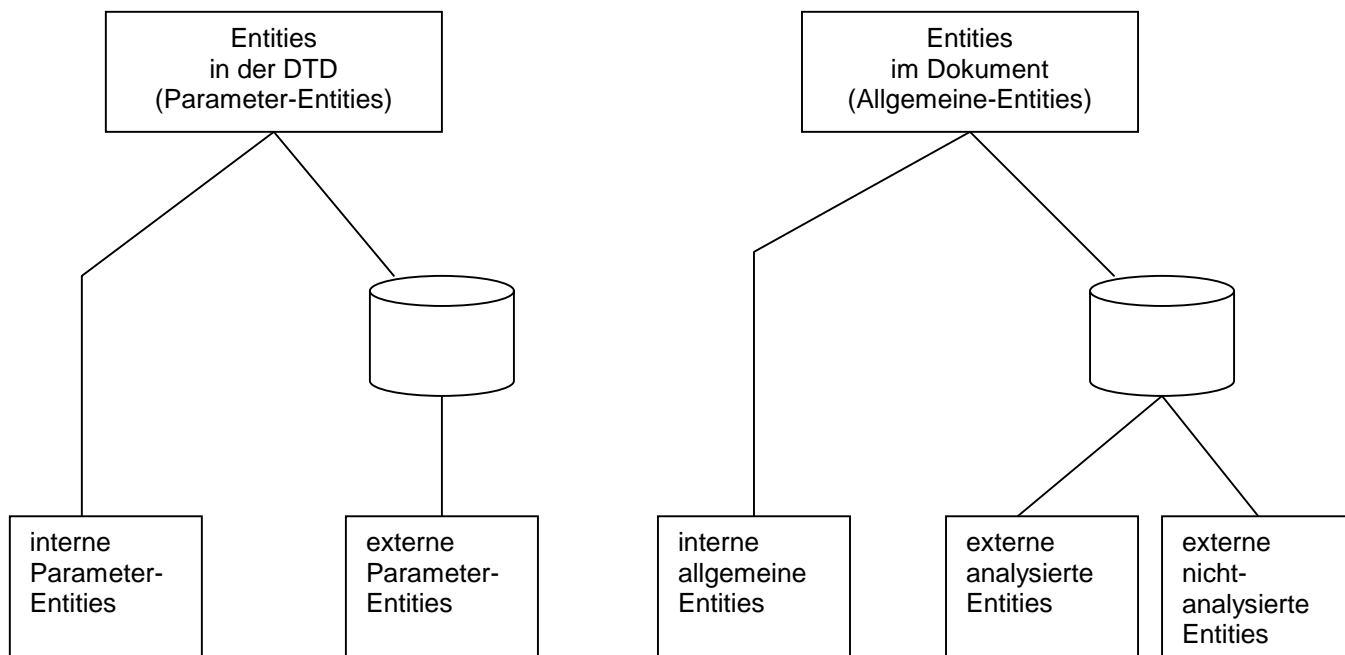 Entities
in der DTD
(Parameter-Entities)
Entities
im Dokument
(Allgemeine-Entities)
interne
Parameter-
Entities
externe
Parameter-
Entities
interne
allgemeine
Entities
externe
analysierte
Entities
externe
nicht-
analysierte
Entities